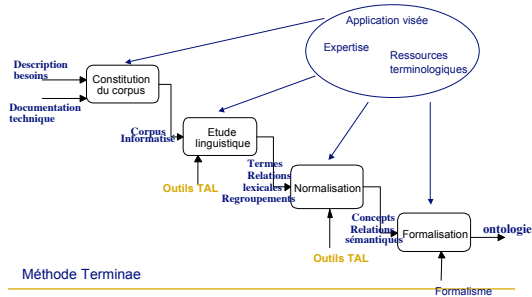 Application visée
Expertise
Ressources
terminologiques
Description
besoins
Constitution
du corpus
Documentation
technique
Corpus
Informatisé
Etude
linguistique
Outils TAL
Termes
Relations
lexicales
Regroupements
Normalisation
Outils TAL
Concepts
Relations
sémantiques
Formalisation
ontologie
Formalisme
Méthode Terminae